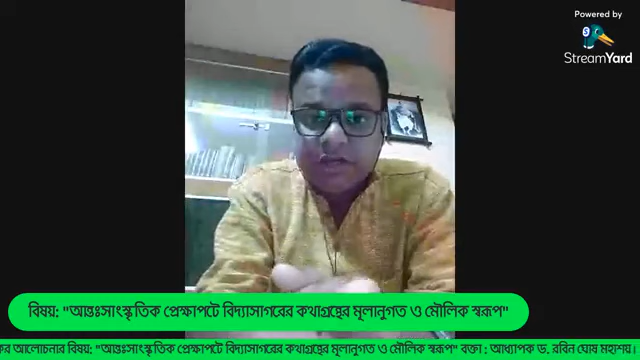 Powered by
StreamYard
বিষয়: "আন্তঃসাংস্কৃতিক প্রেক্ষাপটে বিদ্যাসাগরের কথাগ্রন্থের মূলানুগত ও মৌলিক স্বরূপ"
আলোচনার বিষয়: "আন্তঃসাংস্কৃতিক প্রেক্ষাপটে বিদ্যাসাগরের কথাগ্রন্থের মূলানুগত ও মৌলিক স্বরূপ" বক্তা : আধ্যাপক ড. রবিন ঘোষ মহাশয়।